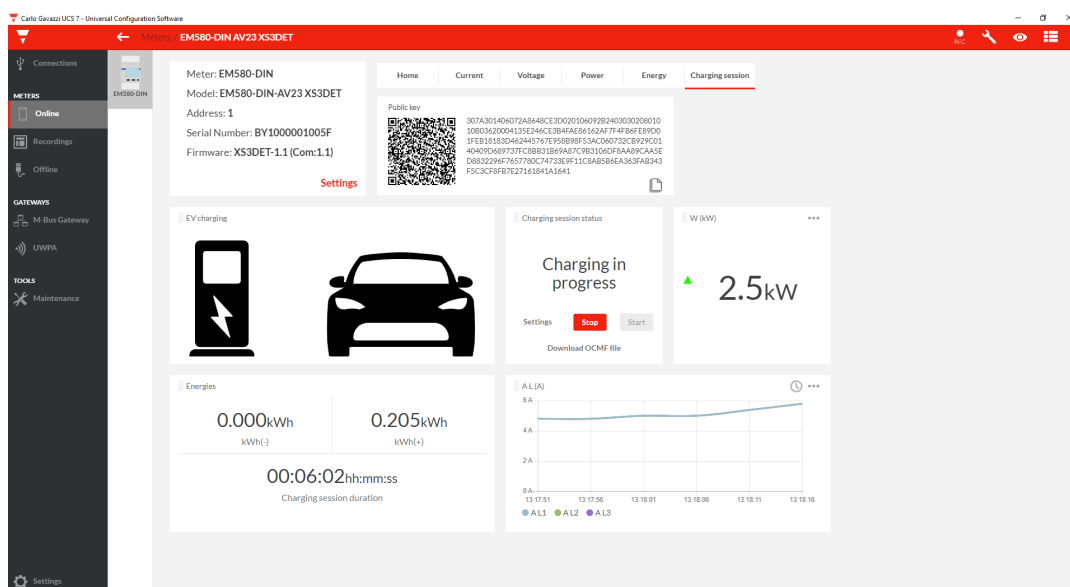 Carlo Gavazzi UCS 7 - Universal Configuration Software
Meters / EM580-DIN AV23 XS3DET
REC
Connections
METERS
Online
Recordings
Offline
GATEWAYS
M-Bus Gateway
UWPA
TOOLS
Maintenance
Settings
EM580-DIN
Meter: EM580-DIN
Model: EM580-DIN-AV23 XS3DET
Address: 1
Serial Number: BY1000001005F
Firmware: XS3DET-1.1 (Com:1.1)
Settings
Home Current Voltage Power Energy Charging session
Public key
307A301406072A8648CE3D020106092B2403030208010
10B03620004135E246CE3B4FAE86162AF7F4FB6FE89D0
1FEB18183D462445767E958B98F53AC060732CB929C01
40409D689737FC8BB31B69A87C9B3106DF8AA89CAA5E
D8832296F7657780C74733E9F11C8AB5B6EA363FAB343
F5C3CF8FB7E27161841A1641
EV charging
Charging session status
Charging in
progress
Settings Stop Start
Download OCMF file
W (kW)
2.5kW
Energies
0.000kWh 0.205kWh
kWh(-) kWh(+)
00:06:02hh:mm:ss
Charging session duration
A L (A)
6 A
4 A
2 A
0 A
13:17:51 13:17:56 13:18:01 13:18:06 13:18:11 13:18:16
A L1 A L2 A L3